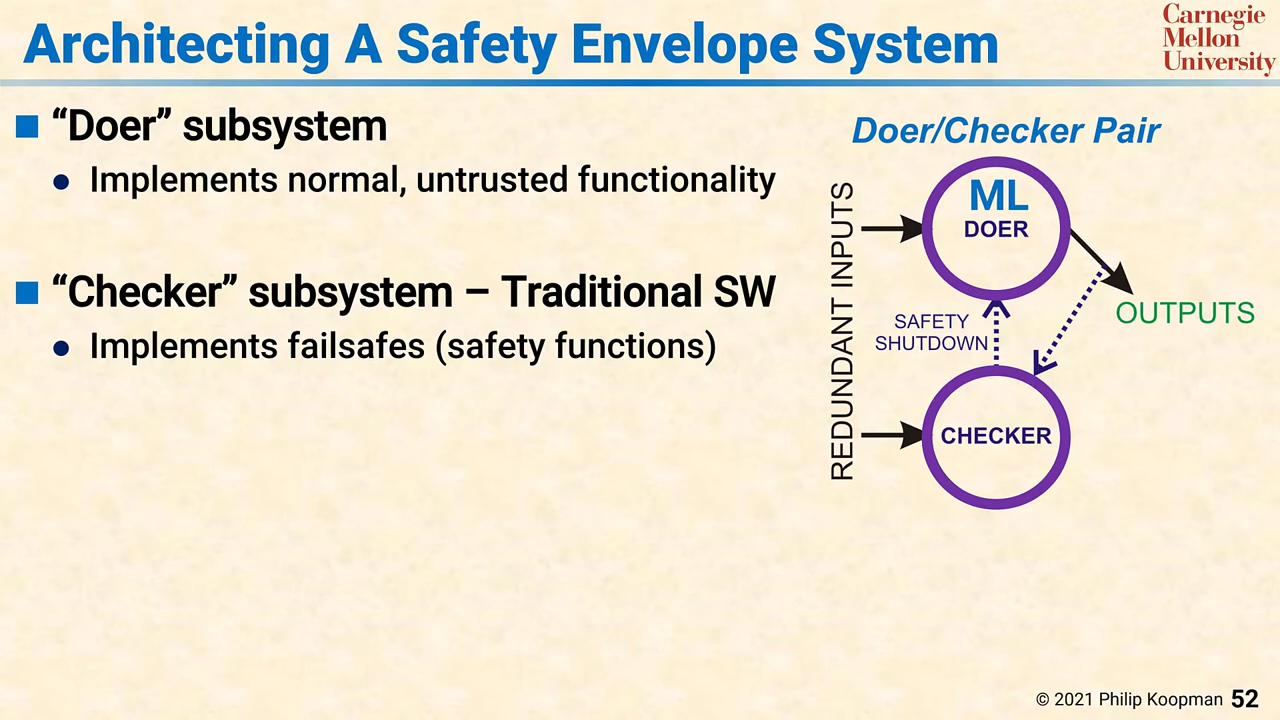 Architecting A Safety Envelope System
Carnegie
Mellon
University
■ “Doer” subsystem
● Implements normal, untrusted functionality
■ “Checker” subsystem – Traditional SW
● Implements failsafes (safety functions)
Doer/Checker Pair
REDUNDANT INPUTS
ML
DOER
OUTPUTS
SAFETY
SHUTDOWN
CHECKER
© 2021 Philip Koopman 52